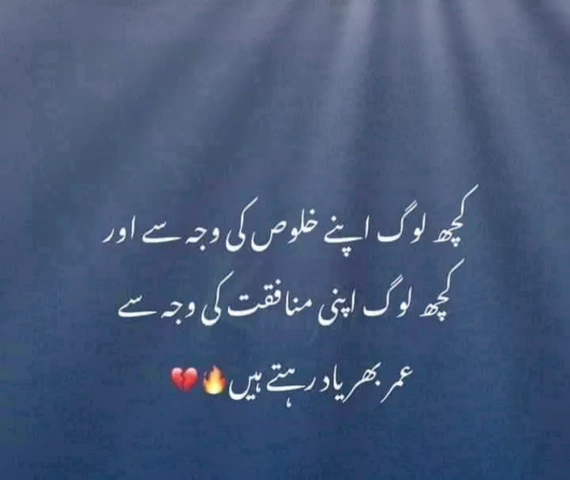 کچھ لوگ اپنے خلوص کی وجہ سے اور
کچھ لوگ اپنی منافقت کی وجہ سے
عمر بھر یاد رہتے ہیں🔥💔